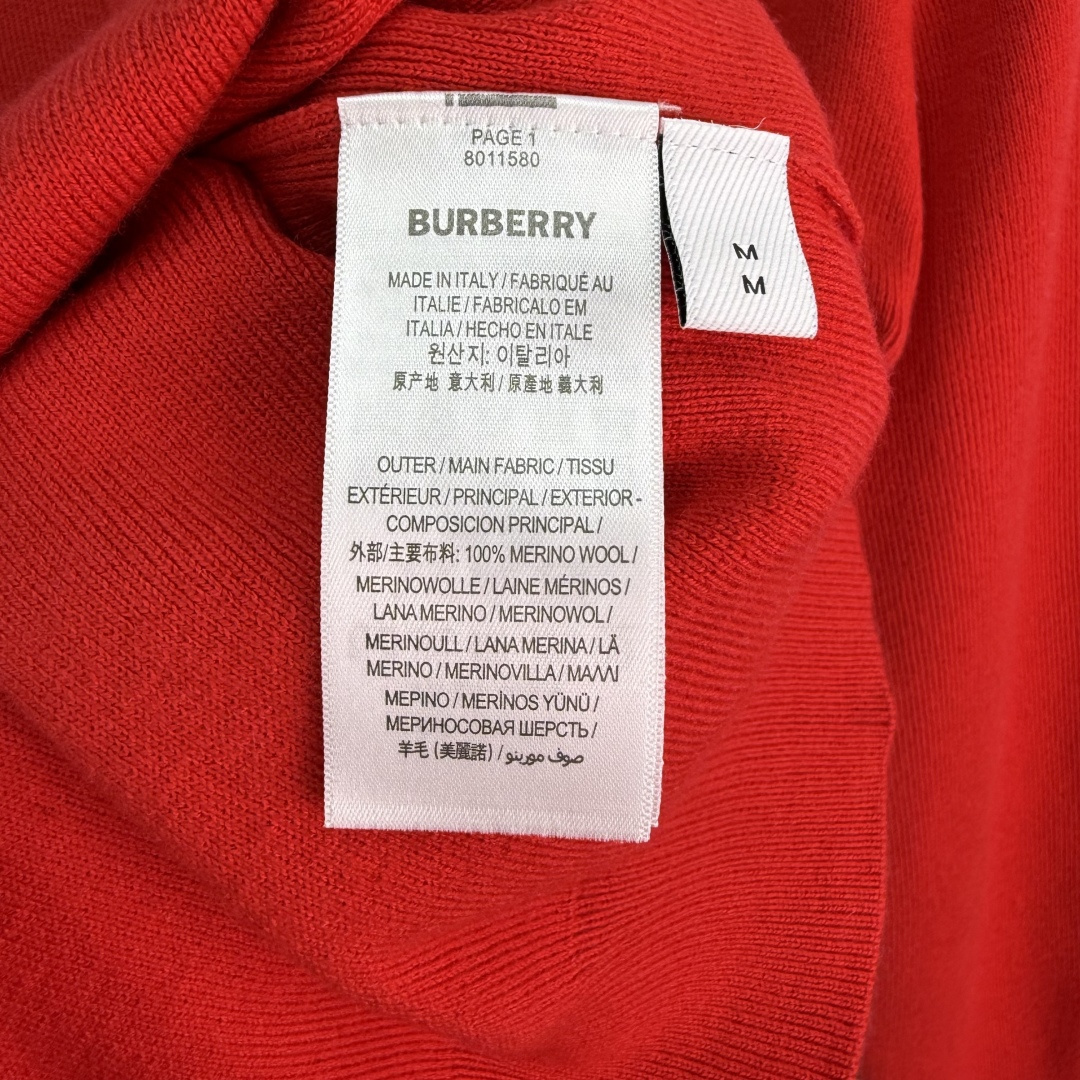 PAGE 1
8011580
BURBERRY
MADE IN ITALY / FABRIQUÉ AU
ITALIE / FABRICALO EM
ITALIA / HECHO EN ITALE
원산지: 이탈리아
原产地 意大利 / 原產地 義大利
OUTER / MAIN FABRIC / TISSU
EXTÉRIEUR / PRINCIPAL / EXTERIOR -
COMPOSICION PRINCIPAL /
外部/主要布料: 100% MERINO WOOL /
MERINOWOLLE / LAINE MÉRINOS /
LANA MERINO / MERINOWOL /
MERINOULL / LANA MERINA / LÄ
MERINO / MERINOVILLA / ΜΑΛΛΙ
ΜΕΡΙΝΟ / MERİNOS YÜNÜ /
МЕРИНОСОВАЯ ШЕРСТЬ /
羊毛 (美麗諾) / صوف مورينو
M
M